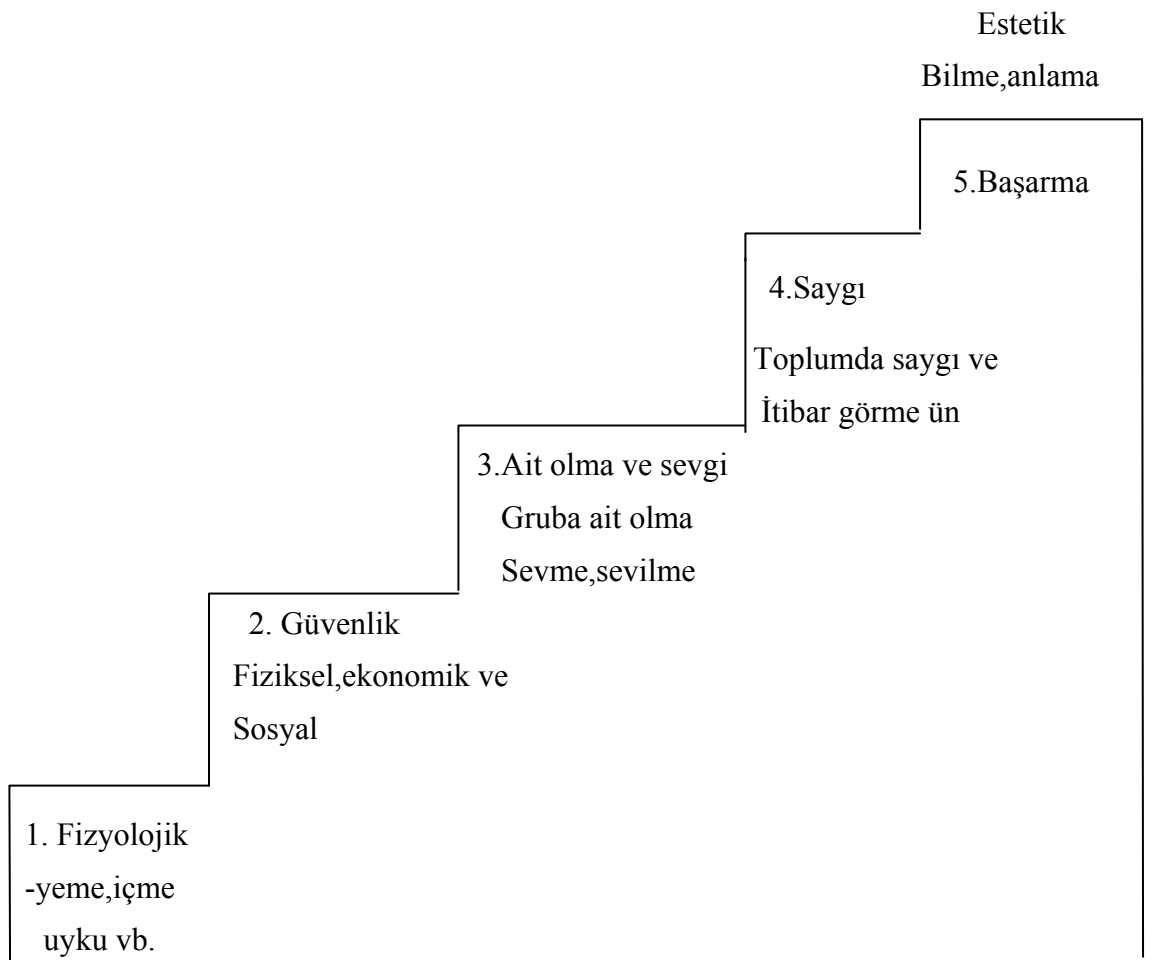 Estetik
Bilme,anlama
5.Başarma
4.Saygı
Toplumda saygı ve
İtibar görme ün
3.Ait olma ve sevgi
Gruba ait olma
Sevme,sevilme
2. Güvenlik
Fiziksel,ekonomik ve
Sosyal
1. Fizyolojik
-yeme,içme
uyku vb.